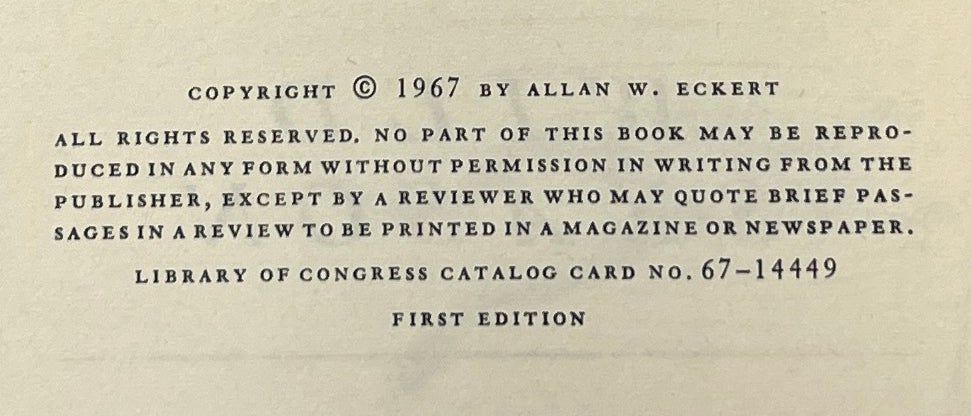 COPYRIGHT © 1967 BY ALLAN W. ECKERT
ALL RIGHTS RESERVED. NO PART OF THIS BOOK MAY BE REPRO-
DUCED IN ANY FORM WITHOUT PERMISSION IN WRITING FROM THE
PUBLISHER, EXCEPT BY A REVIEWER WHO MAY QUOTE BRIEF PAS-
SAGES IN A REVIEW TO BE PRINTED IN A MAGAZINE OR NEWSPAPER.
LIBRARY OF CONGRESS CATALOG CARD NO. 67-14449
FIRST EDITION